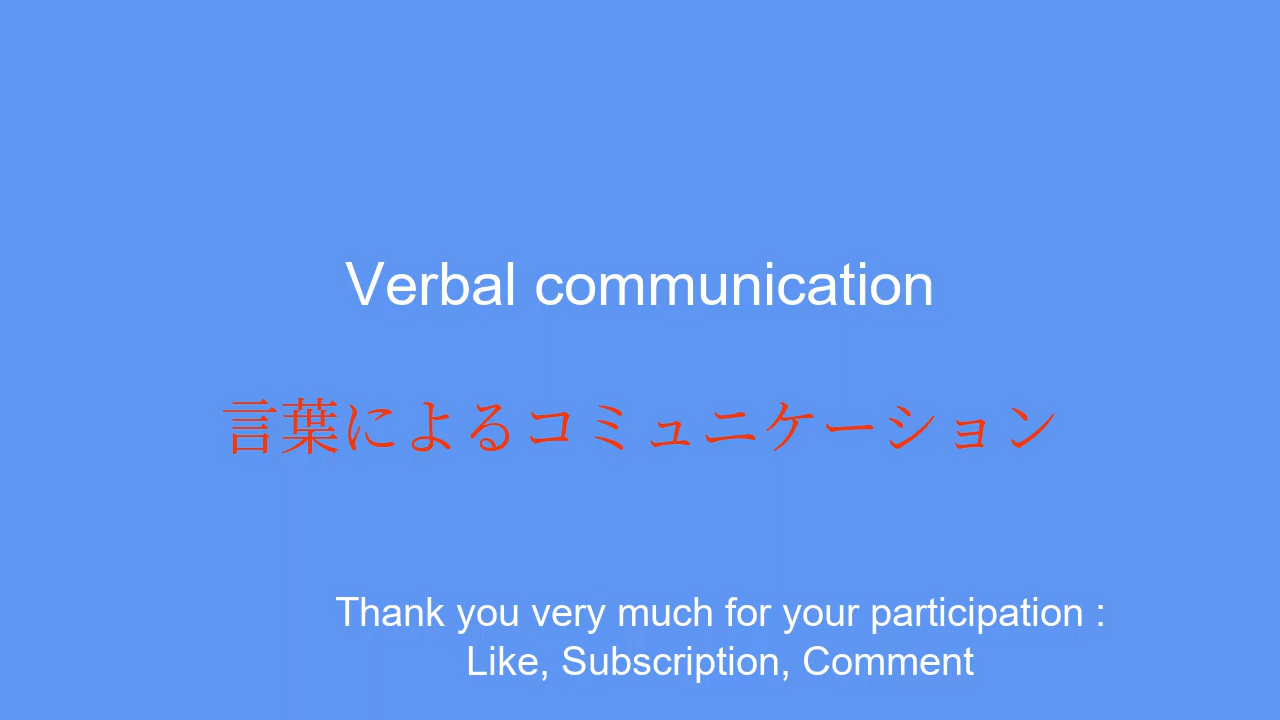 Verbal communication
言葉によるコミュニケーション
Thank you very much for your participation :
Like, Subscription, Comment